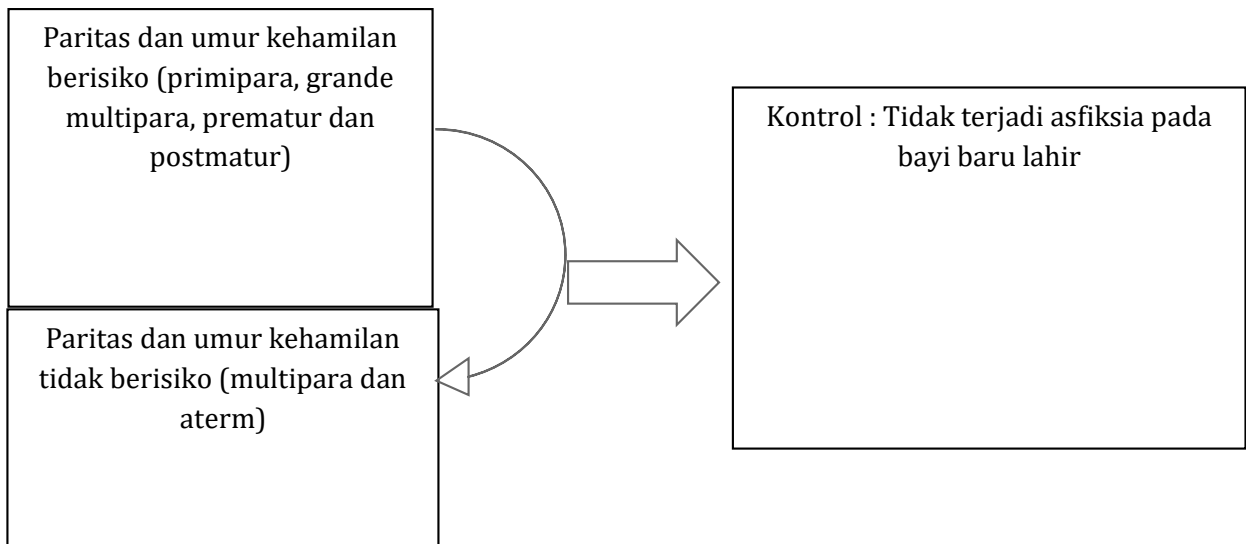 Paritas dan umur kehamilan
berisiko (primipara, grande
multipara, prematur dan
postmatur)
Kontrol : Tidak terjadi asfiksia pada
bayi baru lahir
Paritas dan umur kehamilan
tidak berisiko (multipara dan
aterm)